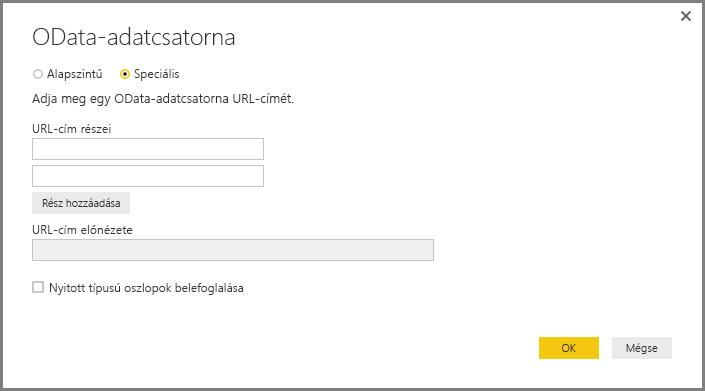 OData-adatcsatorna
Alapszintű Speciális
Adja meg egy OData-adatcsatorna URL-címét.
URL-cím részei
Rész hozzáadása
URL-cím előnézete
Nyitott típusú oszlopok belefoglalása
OK Mégse